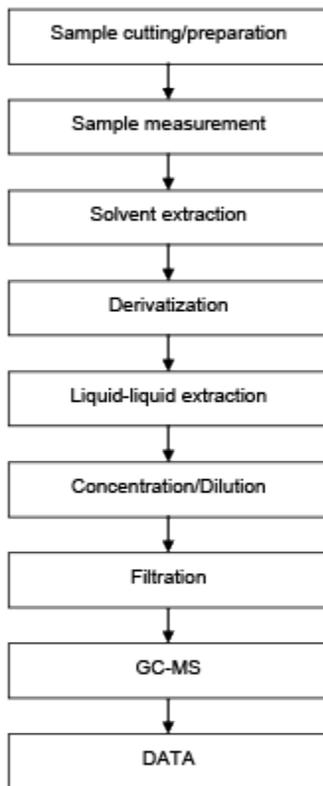 Sample cutting/preparation
Sample measurement
Solvent extraction
Derivatization
Liquid-liquid extraction
Concentration/Dilution
Filtration
GC-MS
DATA